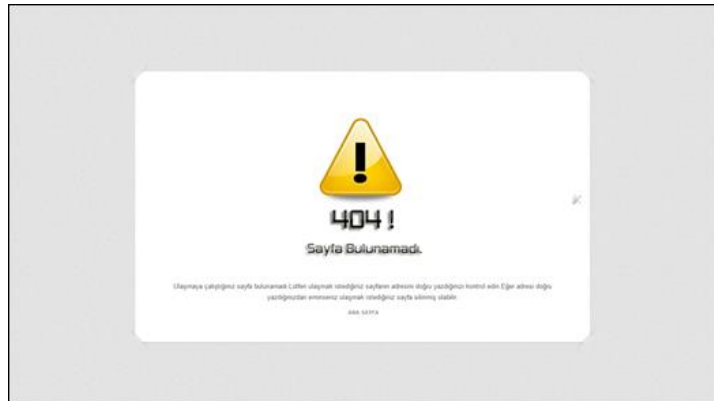 404 !
Sayfa Bulunamadı.
Ulaşmaya çalıştığınız sayfa bulunamadı.Lütfen ulaşmak istediğiniz sayfanın adresini doğru yazdığınızı kontrol edin.Eğer adresi doğru
yazdığınızdan eminseniz ulaşmak istediğiniz sayfa silinmiş olabilir.
ANA SAYFA